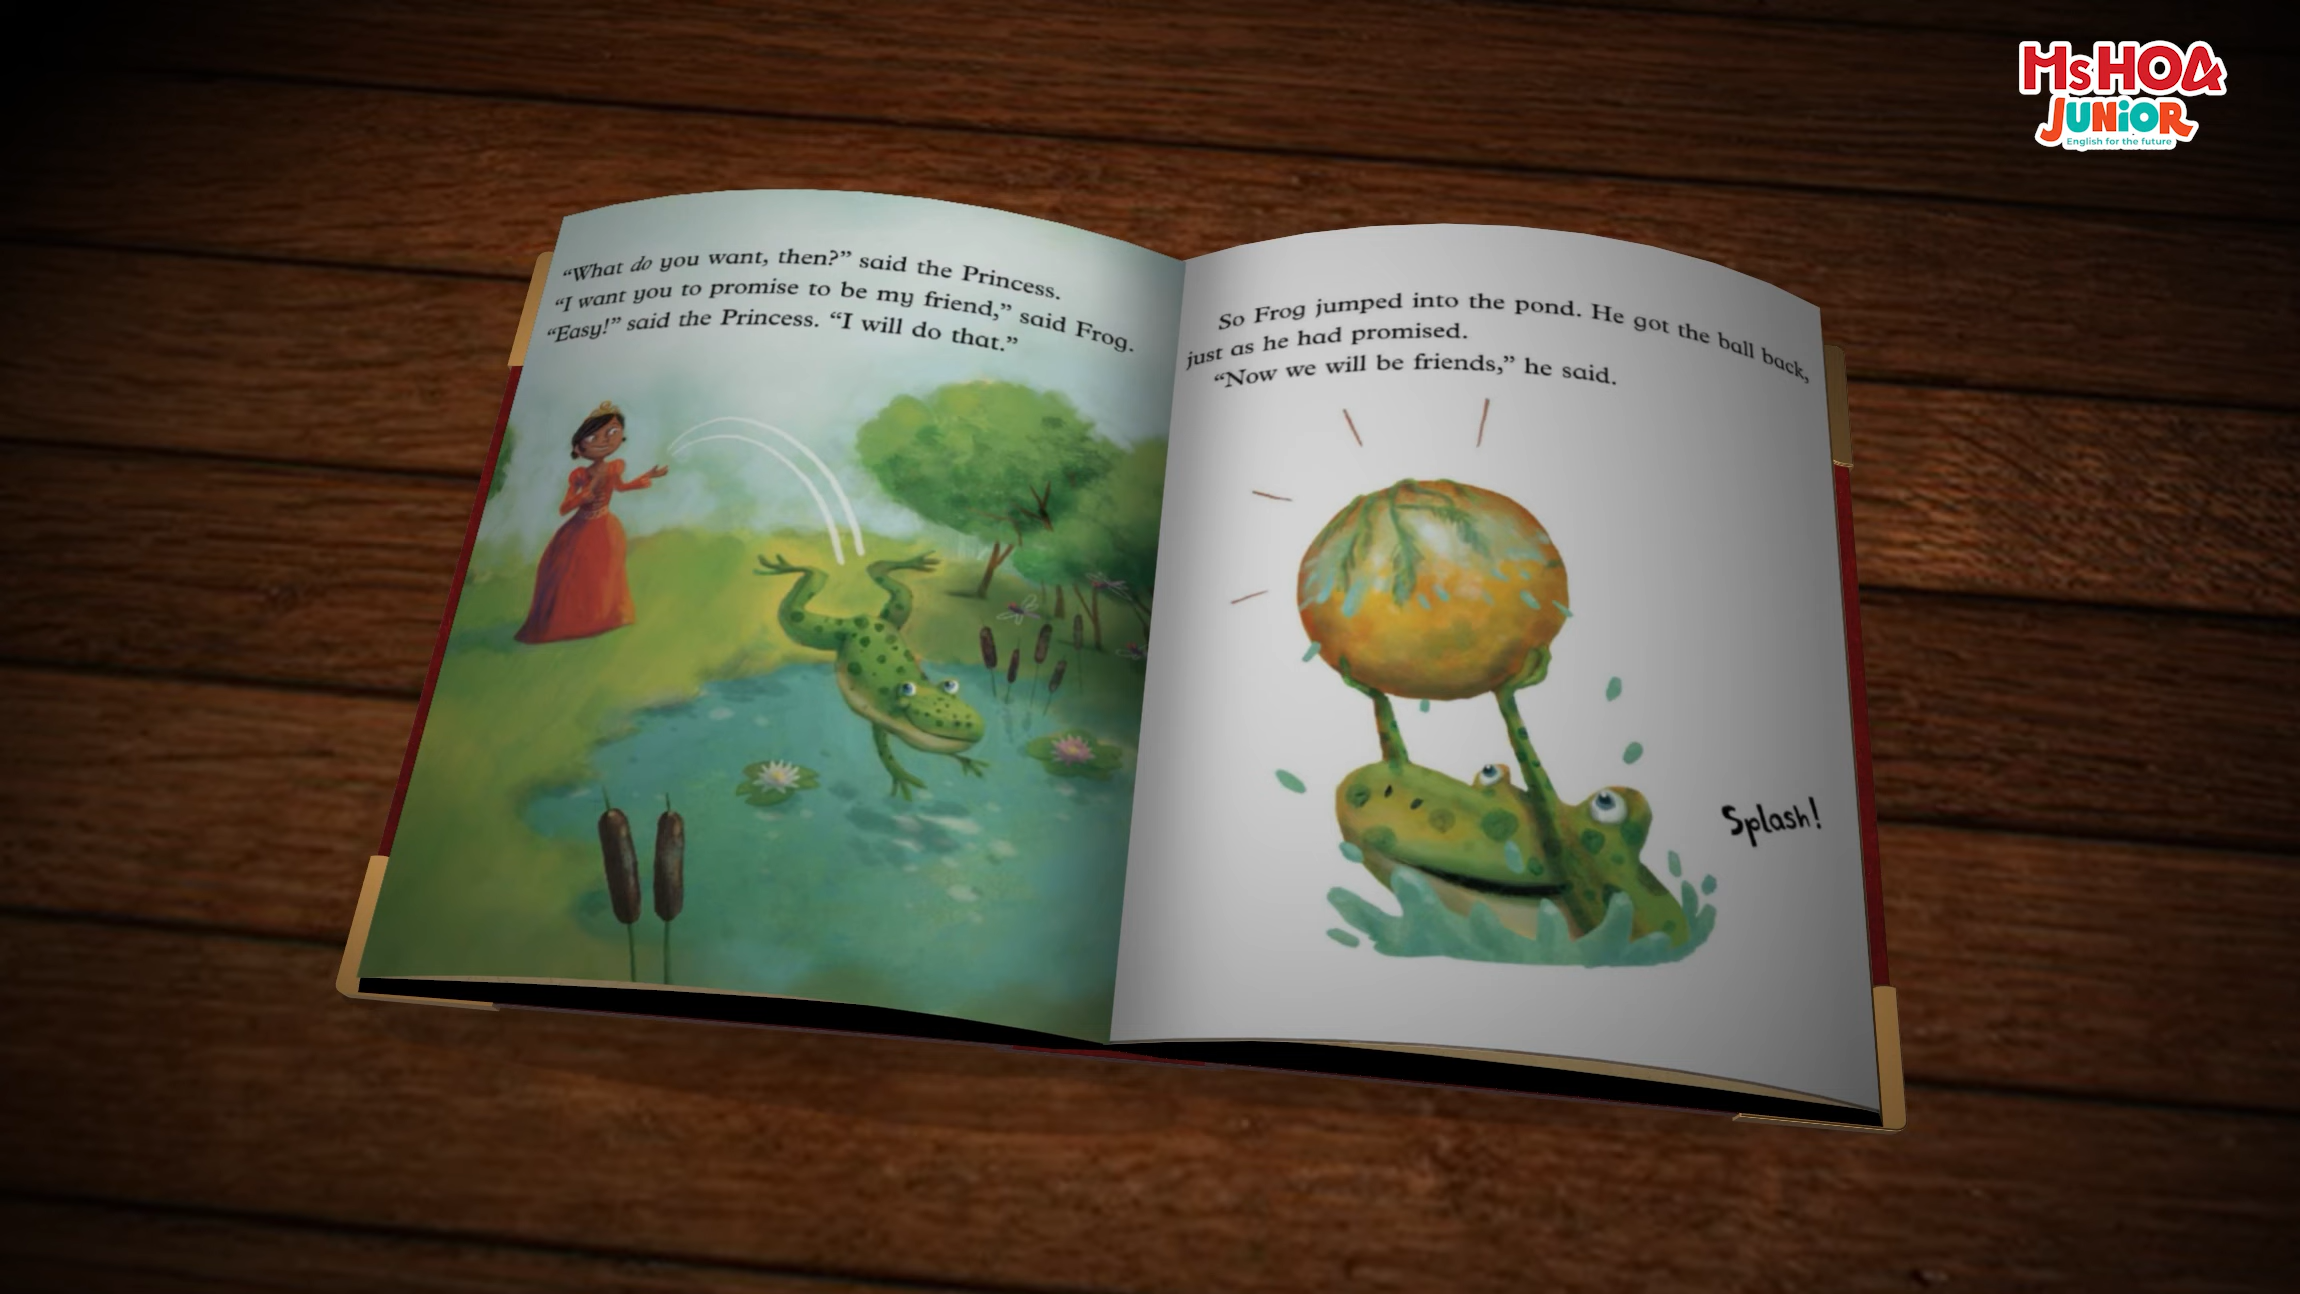 “What do you want, then?” said the Princess.
“I want you to promise to be my friend,” said Frog.
“Easy!” said the Princess. “I will do that.”
So Frog jumped into the pond. He got the ball back,
just as he had promised.
“Now we will be friends,” he said.
Splash!
MsHOA
JUNiOR
English for the future